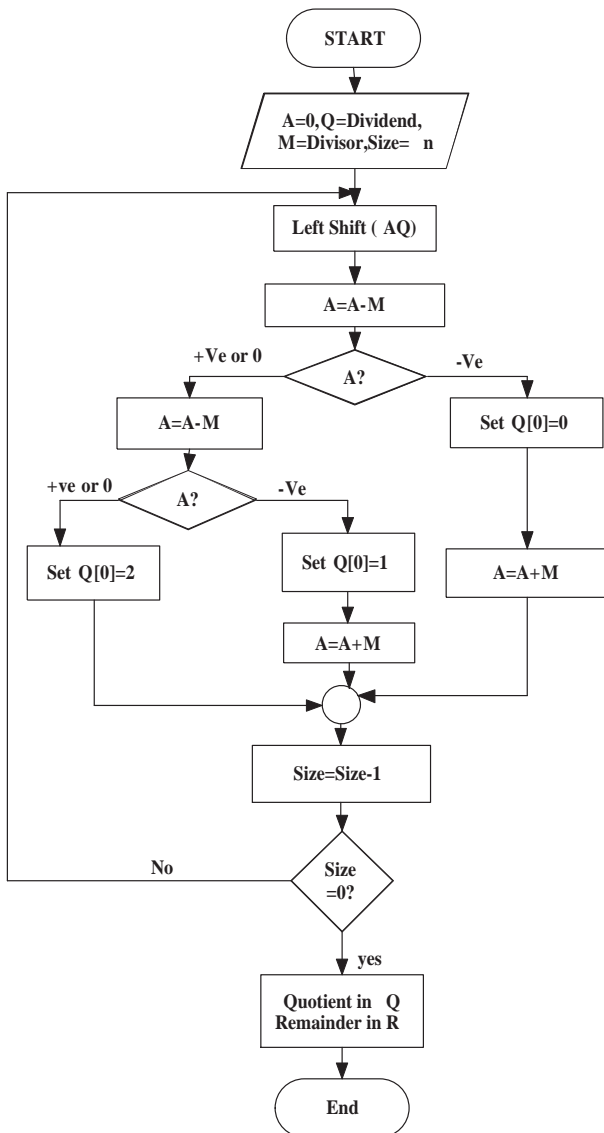 START
A=0,Q=Dividend,
M=Divisor,Size= n
Left Shift ( AQ)
A=A-M
+Ve or 0
A?
-Ve
A=A-M
Set Q[0]=0
+ve or 0
A?
-Ve
Set Q[0]=2
Set Q[0]=1
A=A+M
A=A+M
Size=Size-1
No
Size
=0?
yes
Quotient in Q
Remainder in R
End